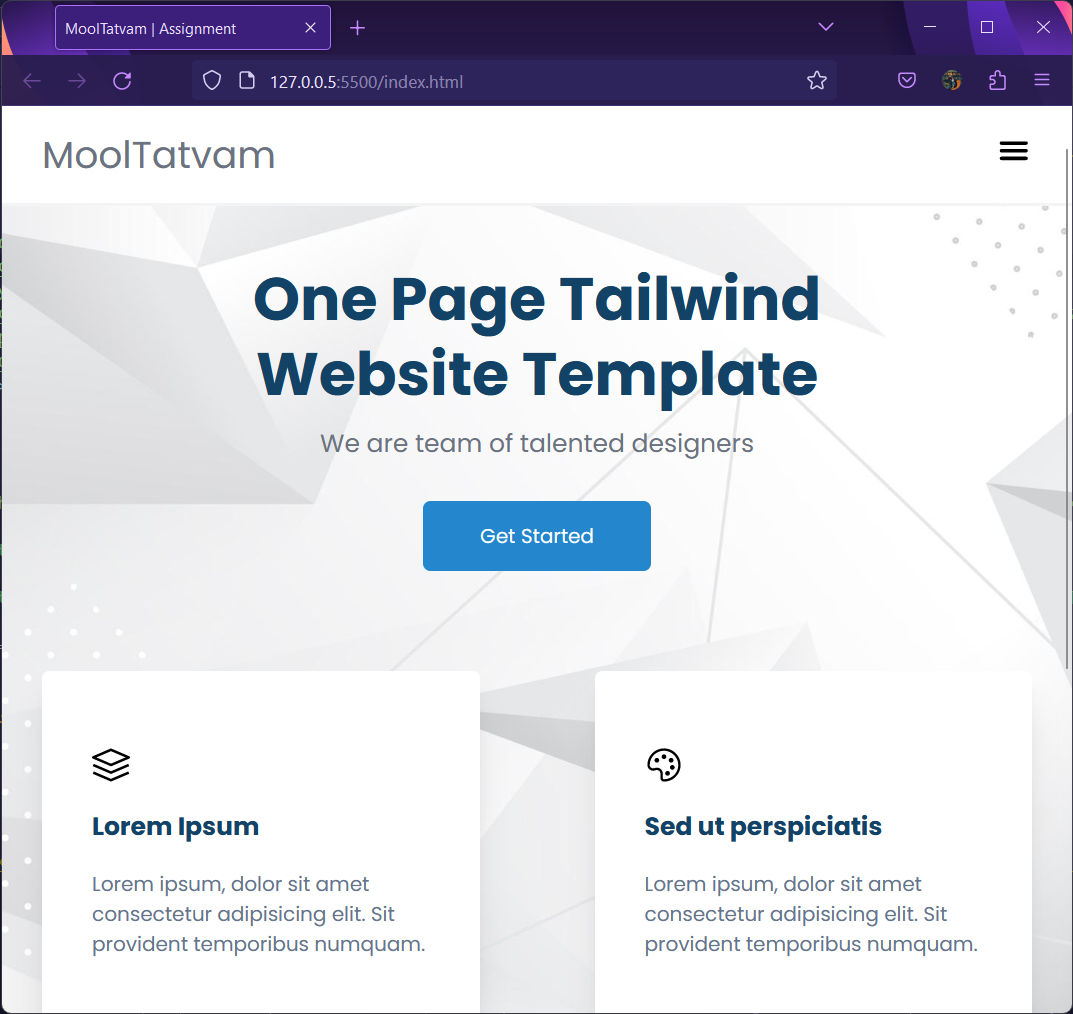 MoolTatvam | Assignment
127.0.0.5:5500/index.html
MoolTatvam
One Page Tailwind
Website Template
We are team of talented designers
Get Started
Lorem Ipsum
Lorem ipsum, dolor sit amet
consectetur adipisicing elit. Sit
provident temporibus numquam.
Sed ut perspiciatis
Lorem ipsum, dolor sit amet
consectetur adipisicing elit. Sit
provident temporibus numquam.